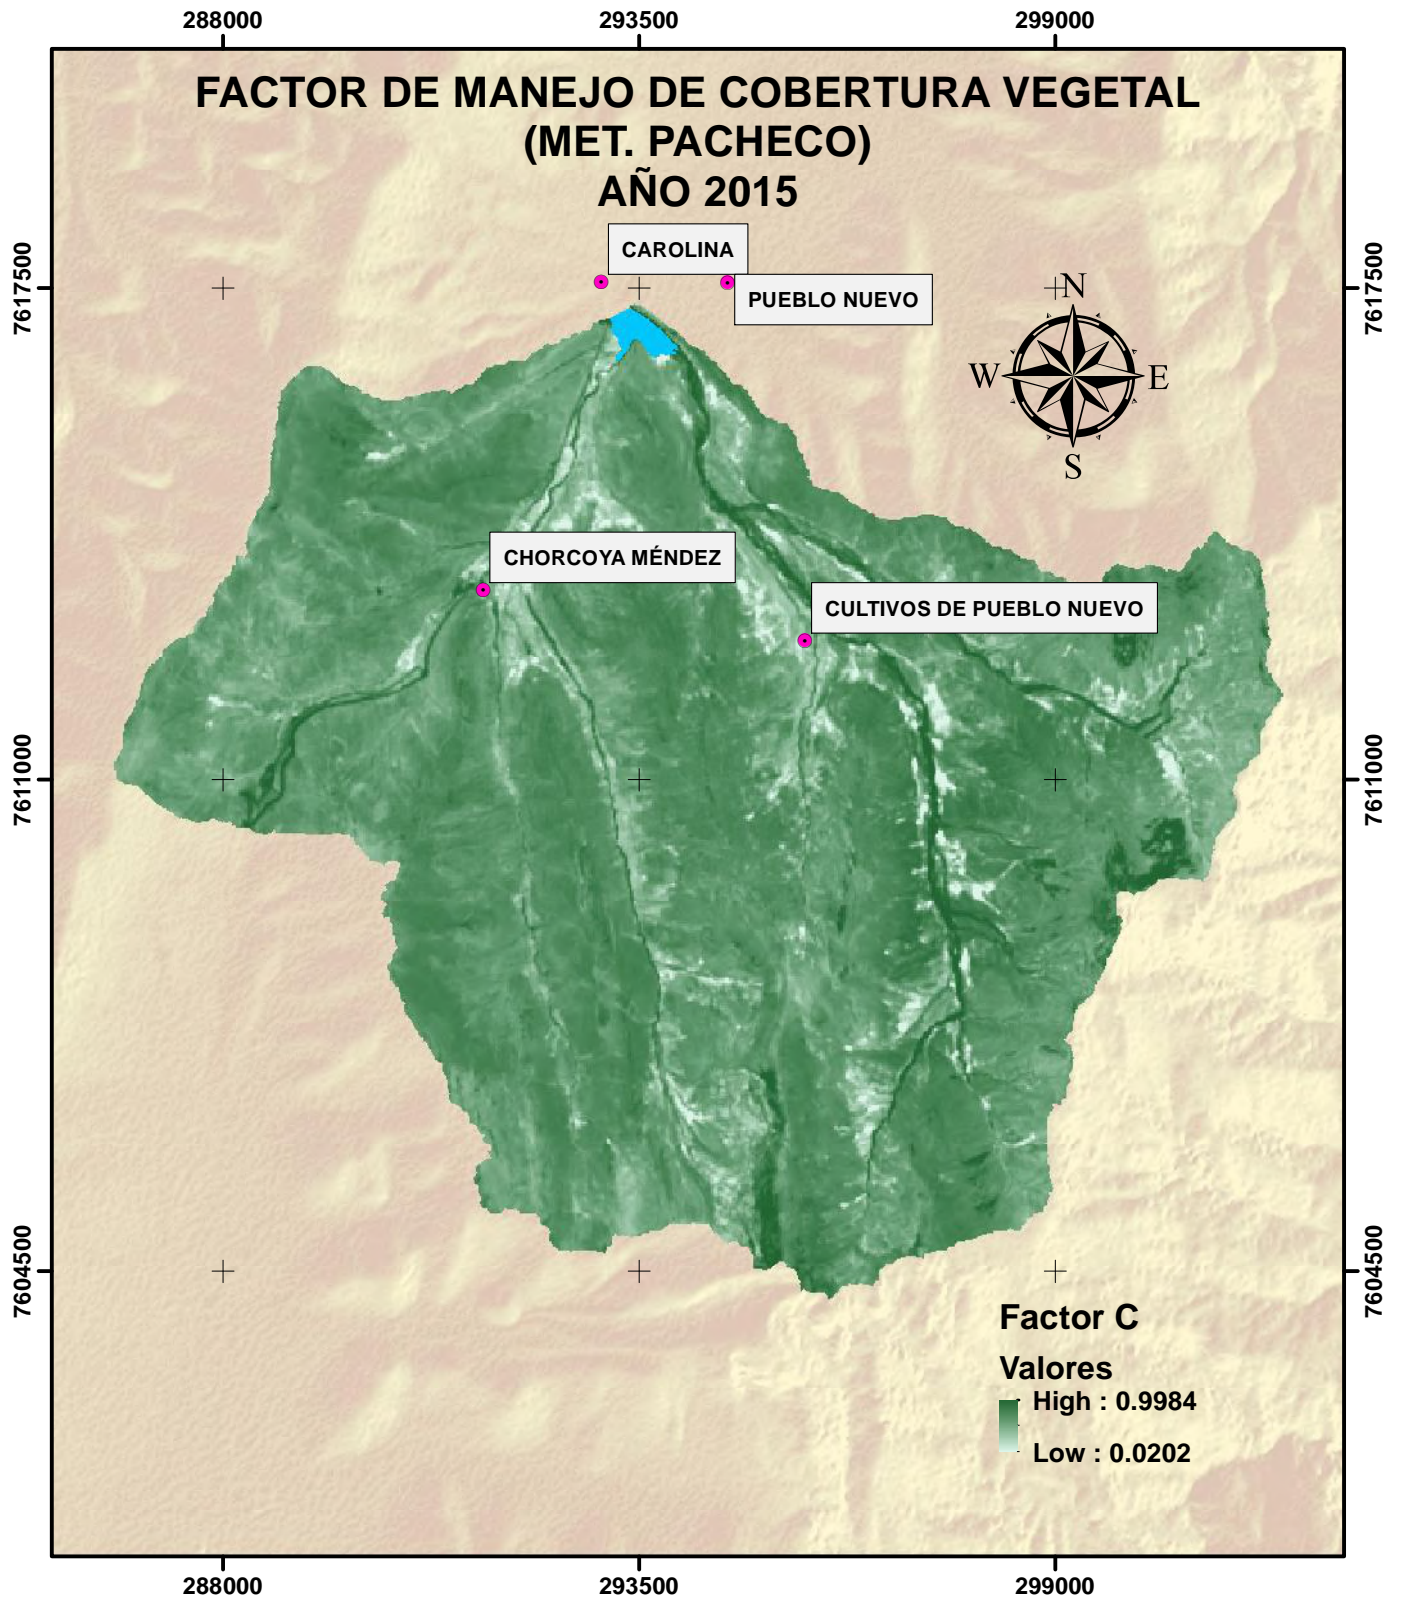 288000 293500 299000
FACTOR DE MANEJO DE COBERTURA VEGETAL
(MET. PACHECO)
AÑO 2015
CAROLINA
PUEBLO NUEVO
7617500
7617500
N
W E
S
CHORCOYA MÉNDEZ
CULTIVOS DE PUEBLO NUEVO
7611000
7611000
7604500
7604500
Factor C
Valores
High : 0.9984
Low : 0.0202
288000 293500 299000